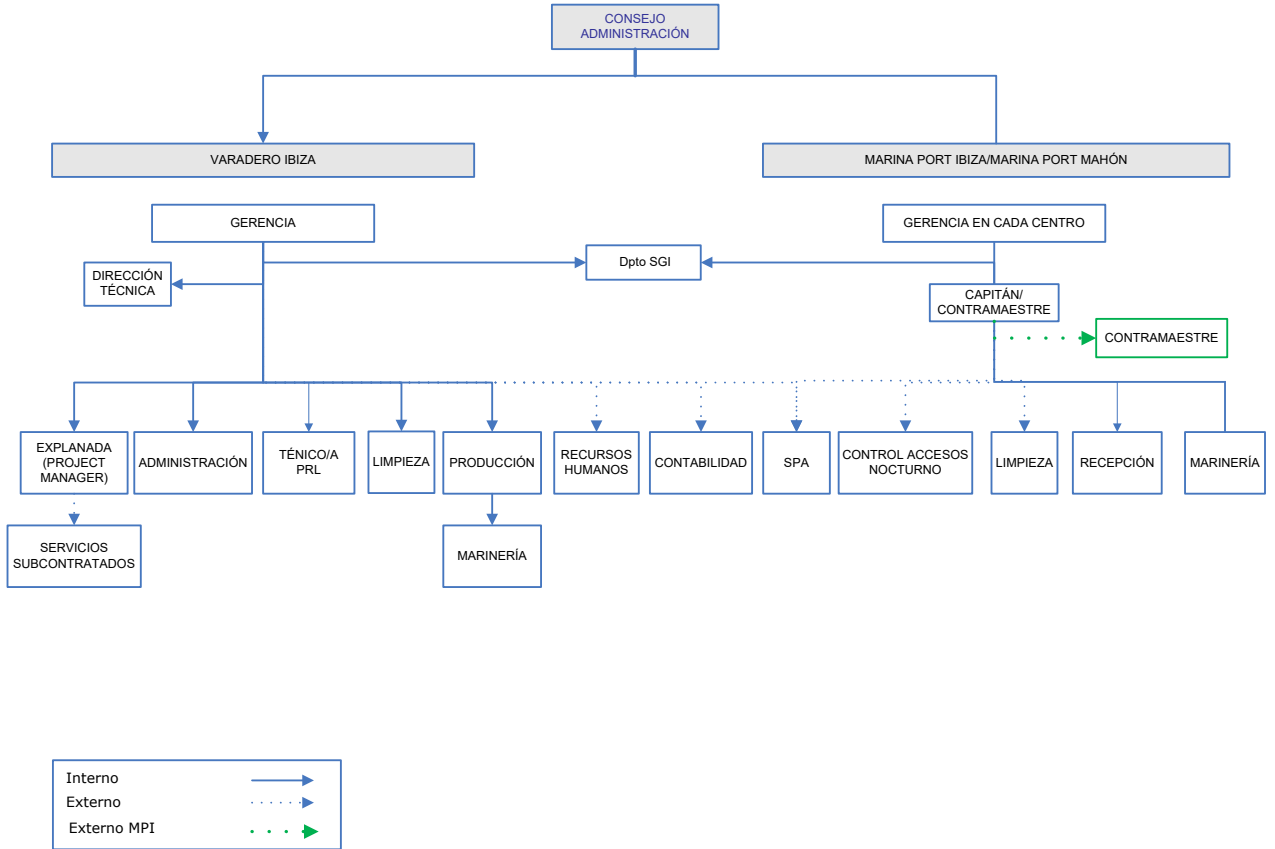 CONSEJO
ADMINISTRACIÓN
VARADERO IBIZA
MARINA PORT IBIZA/MARINA PORT MAHÓN
GERENCIA
GERENCIA EN CADA CENTRO
Dpto SGI
DIRECCIÓN
TÉCNICA
CAPITÁN/
CONTRAMAESTRE
CONTRAMAESTRE
EXPLANADA
(PROJECT
MANAGER)
ADMINISTRACIÓN
TÉNICO/A
PRL
LIMPIEZA
PRODUCCIÓN
RECURSOS
HUMANOS
CONTABILIDAD
SPA
CONTROL ACCESOS
NOCTURNO
LIMPIEZA
RECEPCIÓN
MARINERÍA
SERVICIOS
SUBCONTRATADOS
MARINERÍA
Interno
Externo
Externo MPI